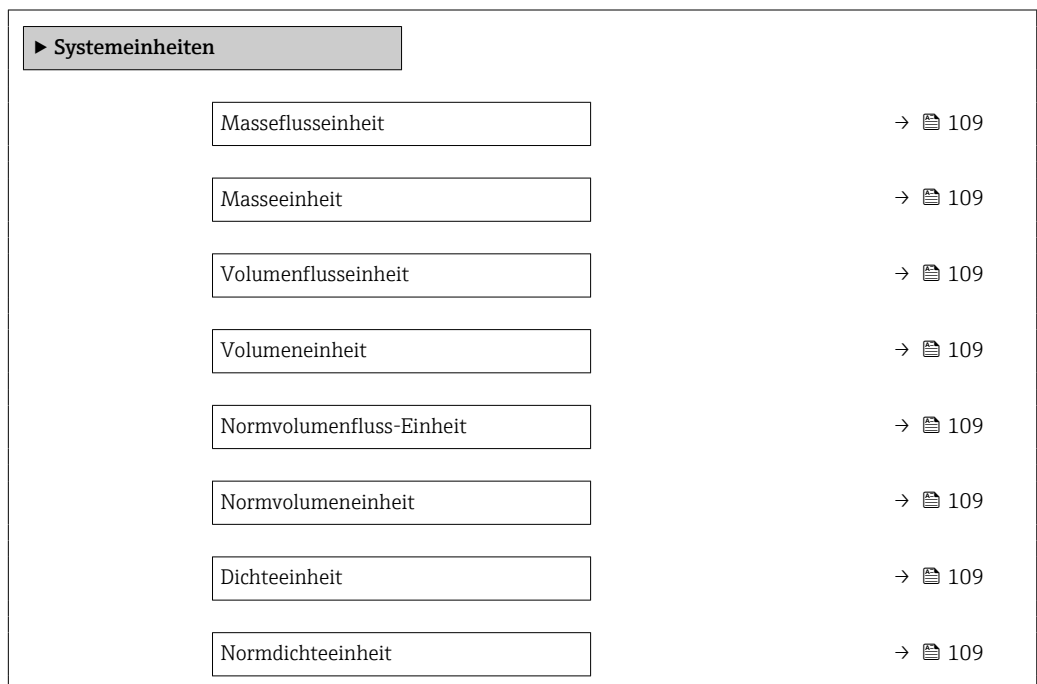 ▶ Systemeinheiten
Masseflusseinheit → 109
Masseeinheit → 109
Volumenflusseinheit → 109
Volumeneinheit → 109
Normvolumenfluss-Einheit → 109
Normvolumeneinheit → 109
Dichteeinheit → 109
Normdichteeinheit → 109